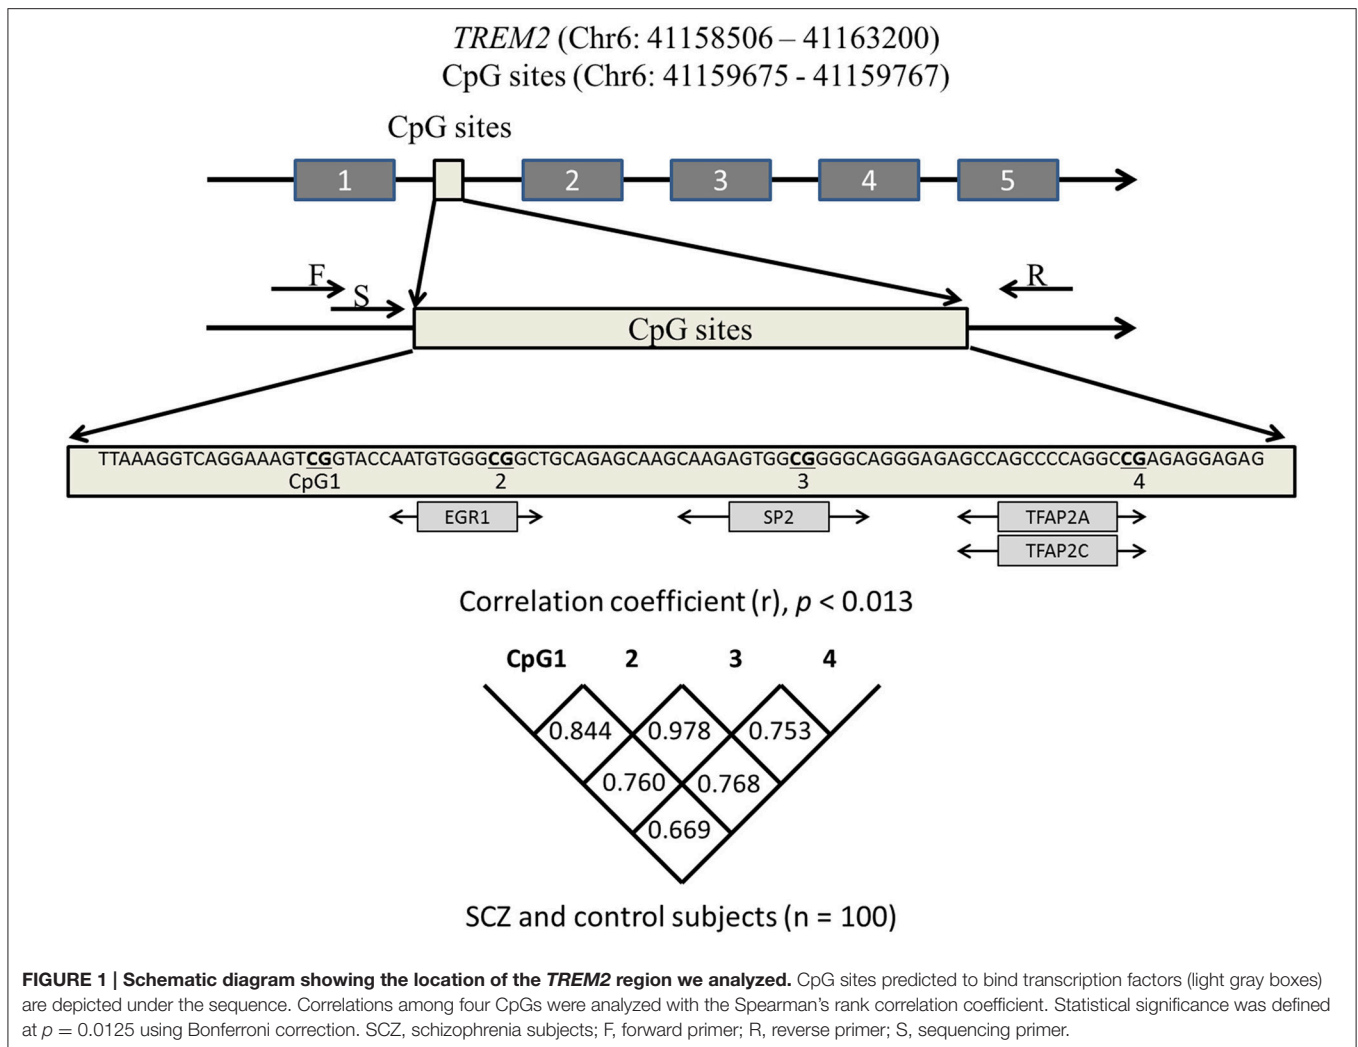 TREM2 (Chr6: 41158506 – 41163200)
CpG sites (Chr6: 41159675 - 41159767)
CpG sites
1 2 3 4 5
F
S
R
CpG sites
TTAAAGGTCAGGAAAGTCGGTACCAATGTGGGCGGCTGCAGAGCAAGCAAGAGTGGCGGGGCAGGGAGAGCCAGCCCCAGGCCGAGAGGAGAG
CpG1 2 3 4
EGR1 SP2 TFAP2A
TFAP2C
Correlation coefficient (r), p < 0.013
CpG1 2 3 4
0.844 0.978 0.753
0.760 0.768
0.669
SCZ and control subjects (n = 100)
FIGURE 1 | Schematic diagram showing the location of the TREM2 region we analyzed. CpG sites predicted to bind transcription factors (light gray boxes)
are depicted under the sequence. Correlations among four CpGs were analyzed with the Spearman's rank correlation coefficient. Statistical significance was defined
at p = 0.0125 using Bonferroni correction. SCZ, schizophrenia subjects; F, forward primer; R, reverse primer; S, sequencing primer.